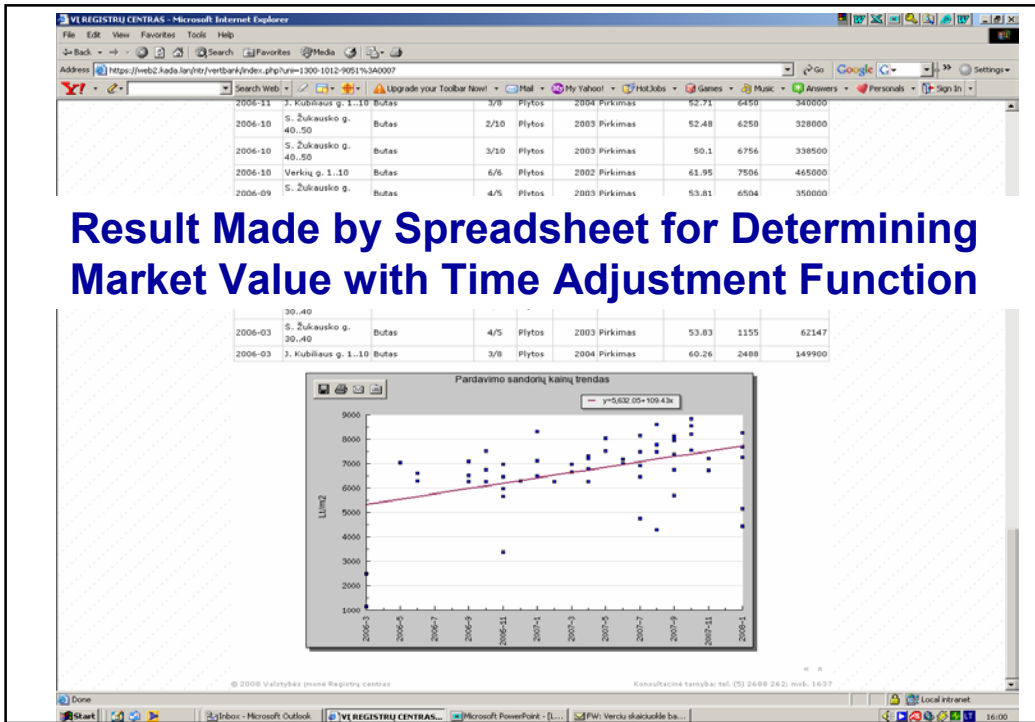 VĮ REGISTRŲ CENTRAS - Microsoft Internet Explorer
File Edit View Favorites Tools Help
Back Search Favorites Media
Address https://web2.kada.lan/ntr/vertbank/index.php?uni=1300-1012-9051%3A0007 Go Google Settings
Y! Search Web Upgrade your Toolbar Now! Mail My Yahoo! HotJobs Games Music Answers Personals Sign In
2006-11 J. Kubiliaus g. 1..10 Butas 3/8 Plytos 2004 Pirkimas 52.71 6450 340000
2006-10 S. Žukausko g. 40..50 Butas 2/10 Plytos 2003 Pirkimas 52.48 6250 328000
2006-10 S. Žukausko g. 40..50 Butas 3/10 Plytos 2003 Pirkimas 50.1 6756 338500
2006-10 Verkių g. 1..10 Butas 6/6 Plytos 2002 Pirkimas 61.95 7506 465000
2006-09 S. Žukausko g. Butas 4/5 Plytos 2003 Pirkimas 53.81 6504 350000
Result Made by Spreadsheet for Determining
Market Value with Time Adjustment Function
30..40
2006-03 S. Žukausko g. 30..40 Butas 4/5 Plytos 2003 Pirkimas 53.83 1155 62147
2006-03 J. Kubiliaus g. 1..10 Butas 3/8 Plytos 2004 Pirkimas 60.26 2488 149900
Pardavimo sandorių kainų trendas
y=5,632.05+109.43x
9000
8000
7000
6000
5000
4000
3000
2000
1000
Lt/m2
2006-3 2006-5 2006-7 2006-9 2006-11 2007-1 2007-3 2007-5 2007-7 2007-9 2007-11 2008-1
© 2008 Valstybės įmonė Registrų centras Konsultacinė tarnyba: tel. (5) 2688 262; mob. 1637
Done Local intranet
Start Inbox - Microsoft Outlook VĮ REGISTRŲ CENTRAS... Microsoft PowerPoint - [L... FW: Verciu skaiciuokle ba... 16:00